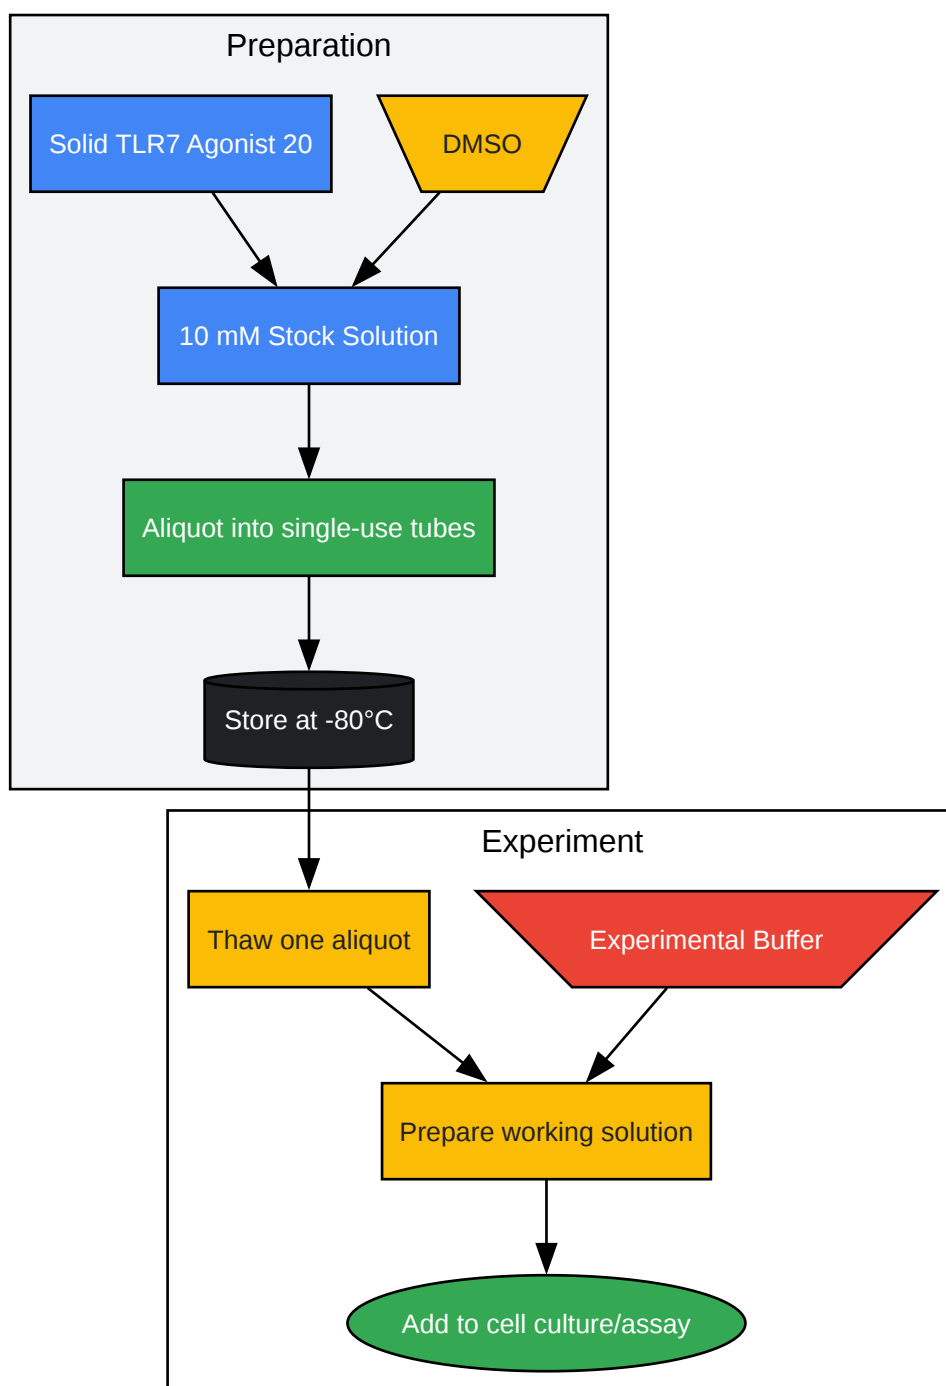 Preparation
Solid TLR7 Agonist 20
DMSO
10 mM Stock Solution
Aliquot into single-use tubes
Store at -80°C
Experiment
Thaw one aliquot
Experimental Buffer
Prepare working solution
Add to cell culture/assay